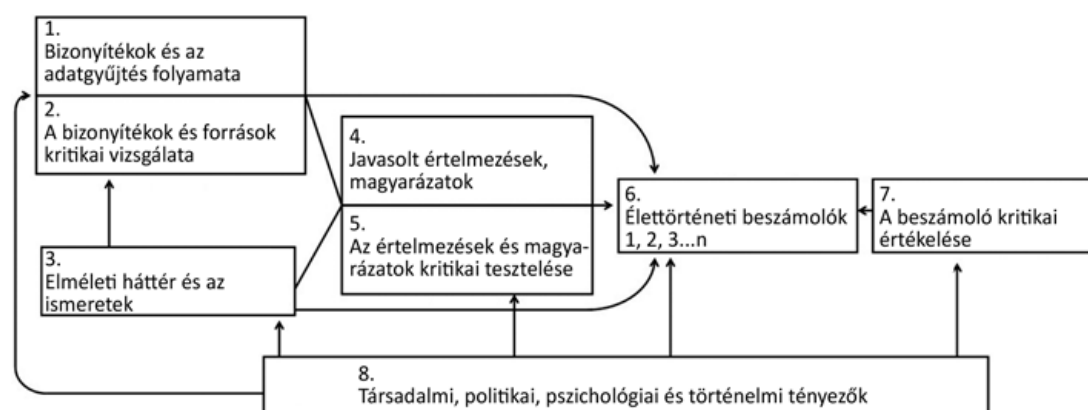 1.
Bizonyítékok és az
adatgyűjtés folyamata
2.
A bizonyítékok és források
kritikai vizsgálata
3.
Elméleti háttér és az
ismeretek
4.
Javasolt értelmezések,
magyarázatok
5.
Az értelmezések és magya-
rázatok kritikai tesztelése
6.
Élettörténeti beszámolók
1, 2, 3...n
7.
A beszámoló kritikai
értékelése
8.
Társadalmi, politikai, pszichológiai és történelmi tényezők